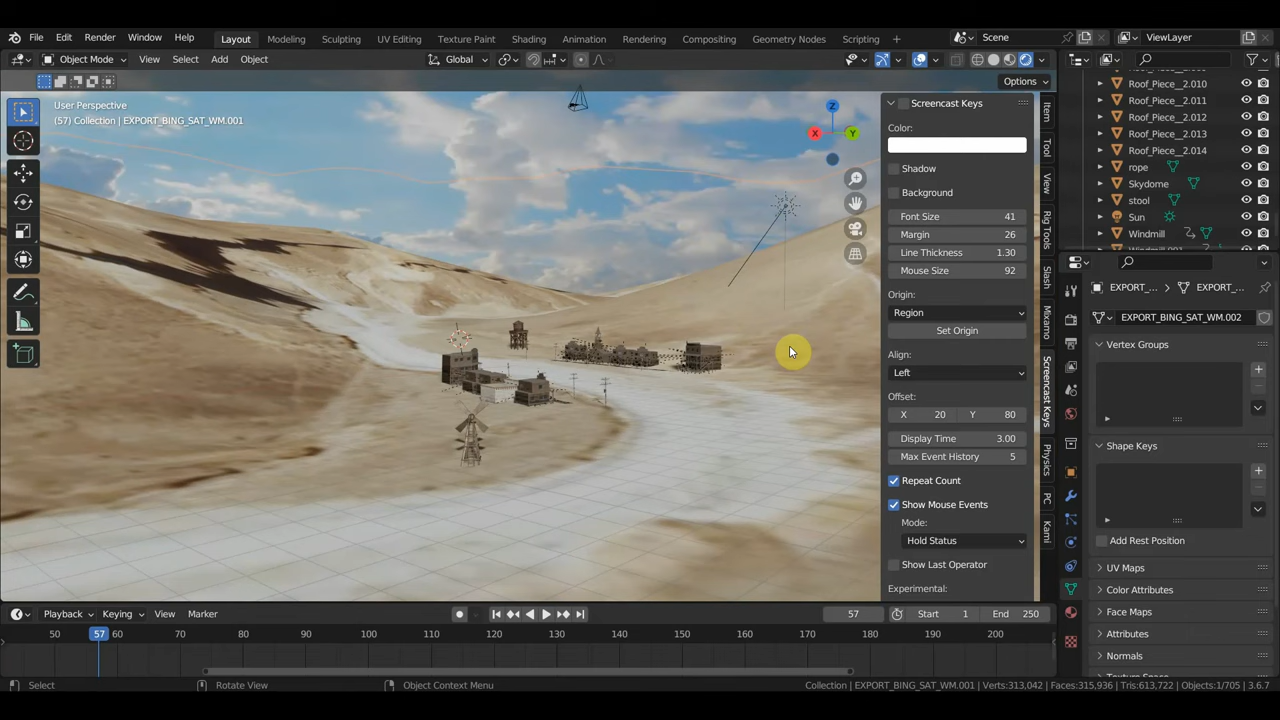 File Edit Render Window Help Layout Modeling Sculpting UV Editing Texture Paint Shading Animation Rendering Compositing Geometry Nodes Scripting + Scene ViewLayer
Object Mode View Select Add Object Global
Options
User Perspective
(57) Collection | EXPORT_BING_SAT_WM.001
Z
X
Y
Screencast Keys
Color:
Shadow
Background
Font Size 41
Margin 26
Line Thickness 1.30
Mouse Size 92
Origin:
Region
Set Origin
Align:
Left
Offset:
X 20 Y 80
Display Time 3.00
Max Event History 5
Repeat Count
Show Mouse Events
Mode:
Hold Status
Show Last Operator
Experimental:
Item
Tool
View
Rig Tools
Slash
Mixamo
Screencast Keys
Physics
PC
Kami
Roof_Piece__2.010
Roof_Piece__2.011
Roof_Piece__2.012
Roof_Piece__2.013
Roof_Piece__2.014
rope
Skydome
stool
Sun
Windmill
EXPORT_... EXPORT_...
EXPORT_BING_SAT_WM.002
Vertex Groups
Shape Keys
Add Rest Position
UV Maps
Color Attributes
Face Maps
Attributes
Normals
Playback Keying View Marker 57 Start 1 End 250
50 57 60 70 80 90 100 110 120 130 140 150 160 170 180 190 200
Select Rotate View Object Context Menu Collection | EXPORT_BING_SAT_WM.001 | Verts:313,042 | Faces:315,936 | Tris:613,722 | Objects:1/705 | 3.6.7